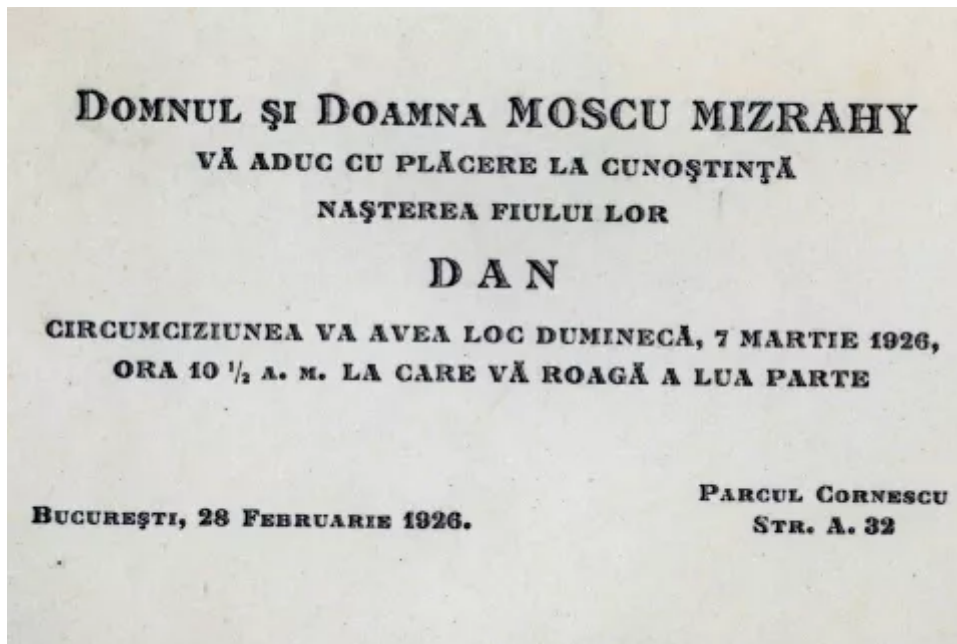 DOMNUL ŞI DOAMNA MOSCU MIZRAHY
VĂ ADUC CU PLĂCERE LA CUNOŞTINŢĂ
NAŞTEREA FIULUI LOR
DAN
CIRCUMCIZIUNEA VA AVEA LOC DUMINECĂ, 7 MARTIE 1926,
ORA 10 1/2 A. M. LA CARE VĂ ROAGĂ A LUA PARTE
BUCUREŞTI, 28 FEBRUARIE 1926.
PARCUL CORNESCU
STR. A. 32